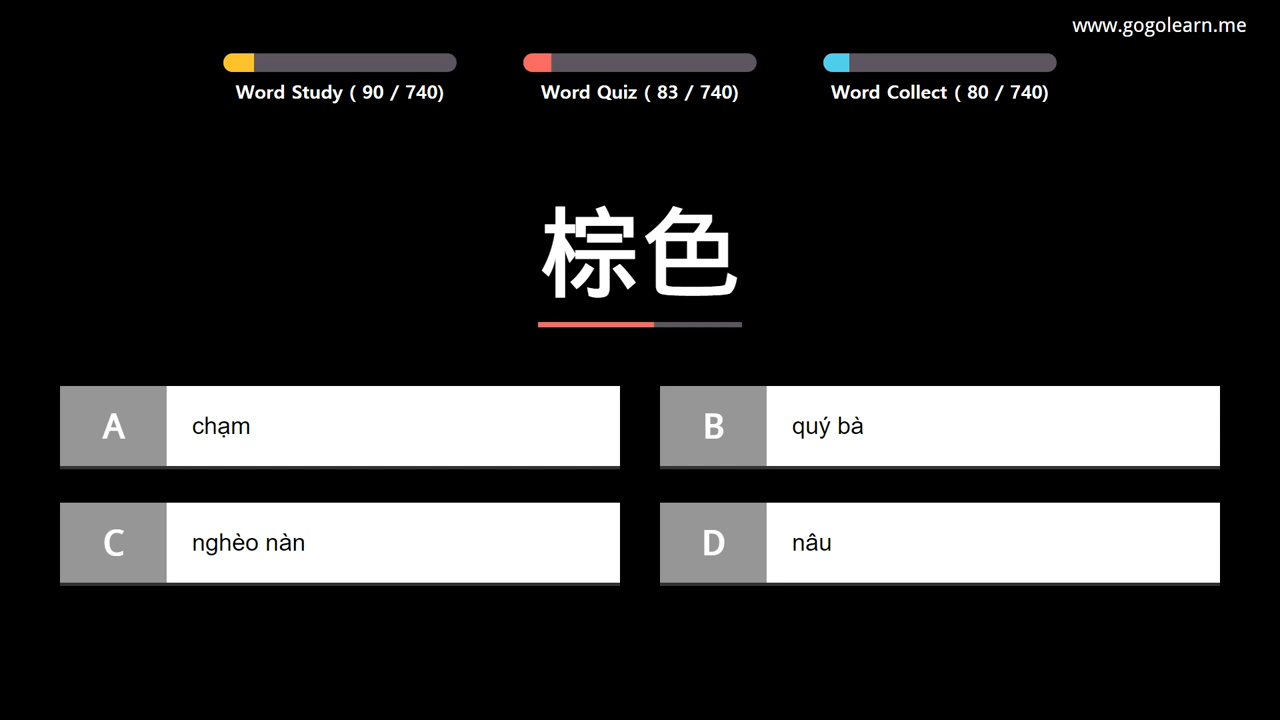 www.gogolearn.me
Word Study ( 90 / 740)
Word Quiz ( 83 / 740)
Word Collect ( 80 / 740)
棕色
A chạm
B quý bà
C nghèo nàn
D nâu